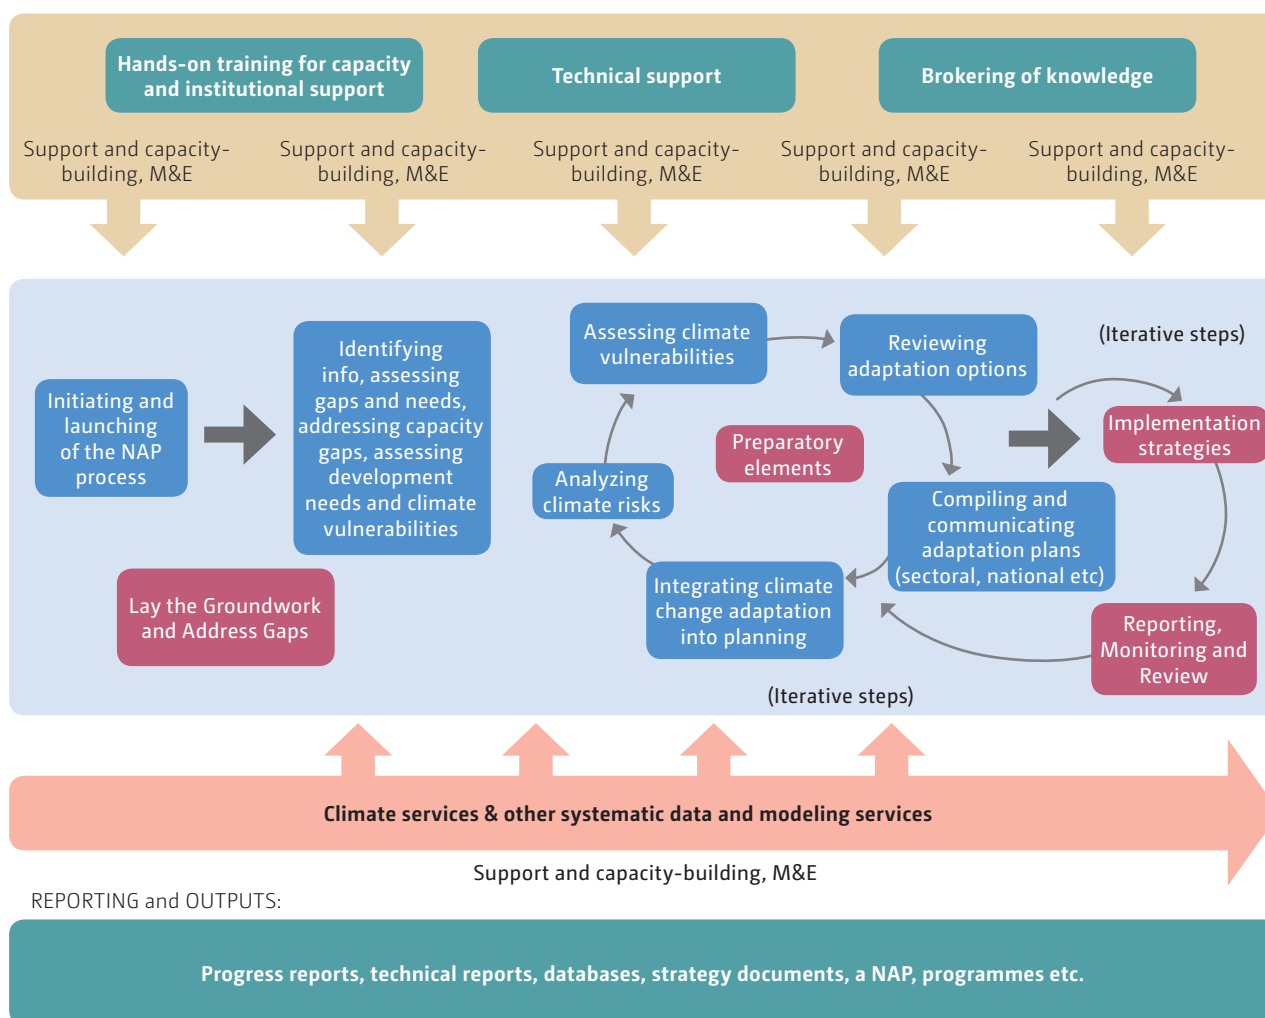 Hands-on training for capacity
and institutional support
Technical support
Brokering of knowledge
Support and capacity-
building, M&E
Support and capacity-
building, M&E
Support and capacity-
building, M&E
Support and capacity-
building, M&E
Support and capacity-
building, M&E
Initiating and
launching
of the NAP
process
Identifying
info, assessing
gaps and needs,
addressing capacity
gaps, assessing
development
needs and climate
vulnerabilities
Lay the Groundwork
and Address Gaps
Assessing climate
vulnerabilities
Reviewing
adaptation options
(Iterative steps)
Preparatory
elements
Implementation
strategies
Analyzing
climate risks
Compiling and
communicating
adaptation plans
(sectoral, national etc)
Integrating climate
change adaptation
into planning
Reporting,
Monitoring and
Review
(Iterative steps)
Climate services & other systematic data and modeling services
Support and capacity-building, M&E
REPORTING and OUTPUTS:
Progress reports, technical reports, databases, strategy documents, a NAP, programmes etc.